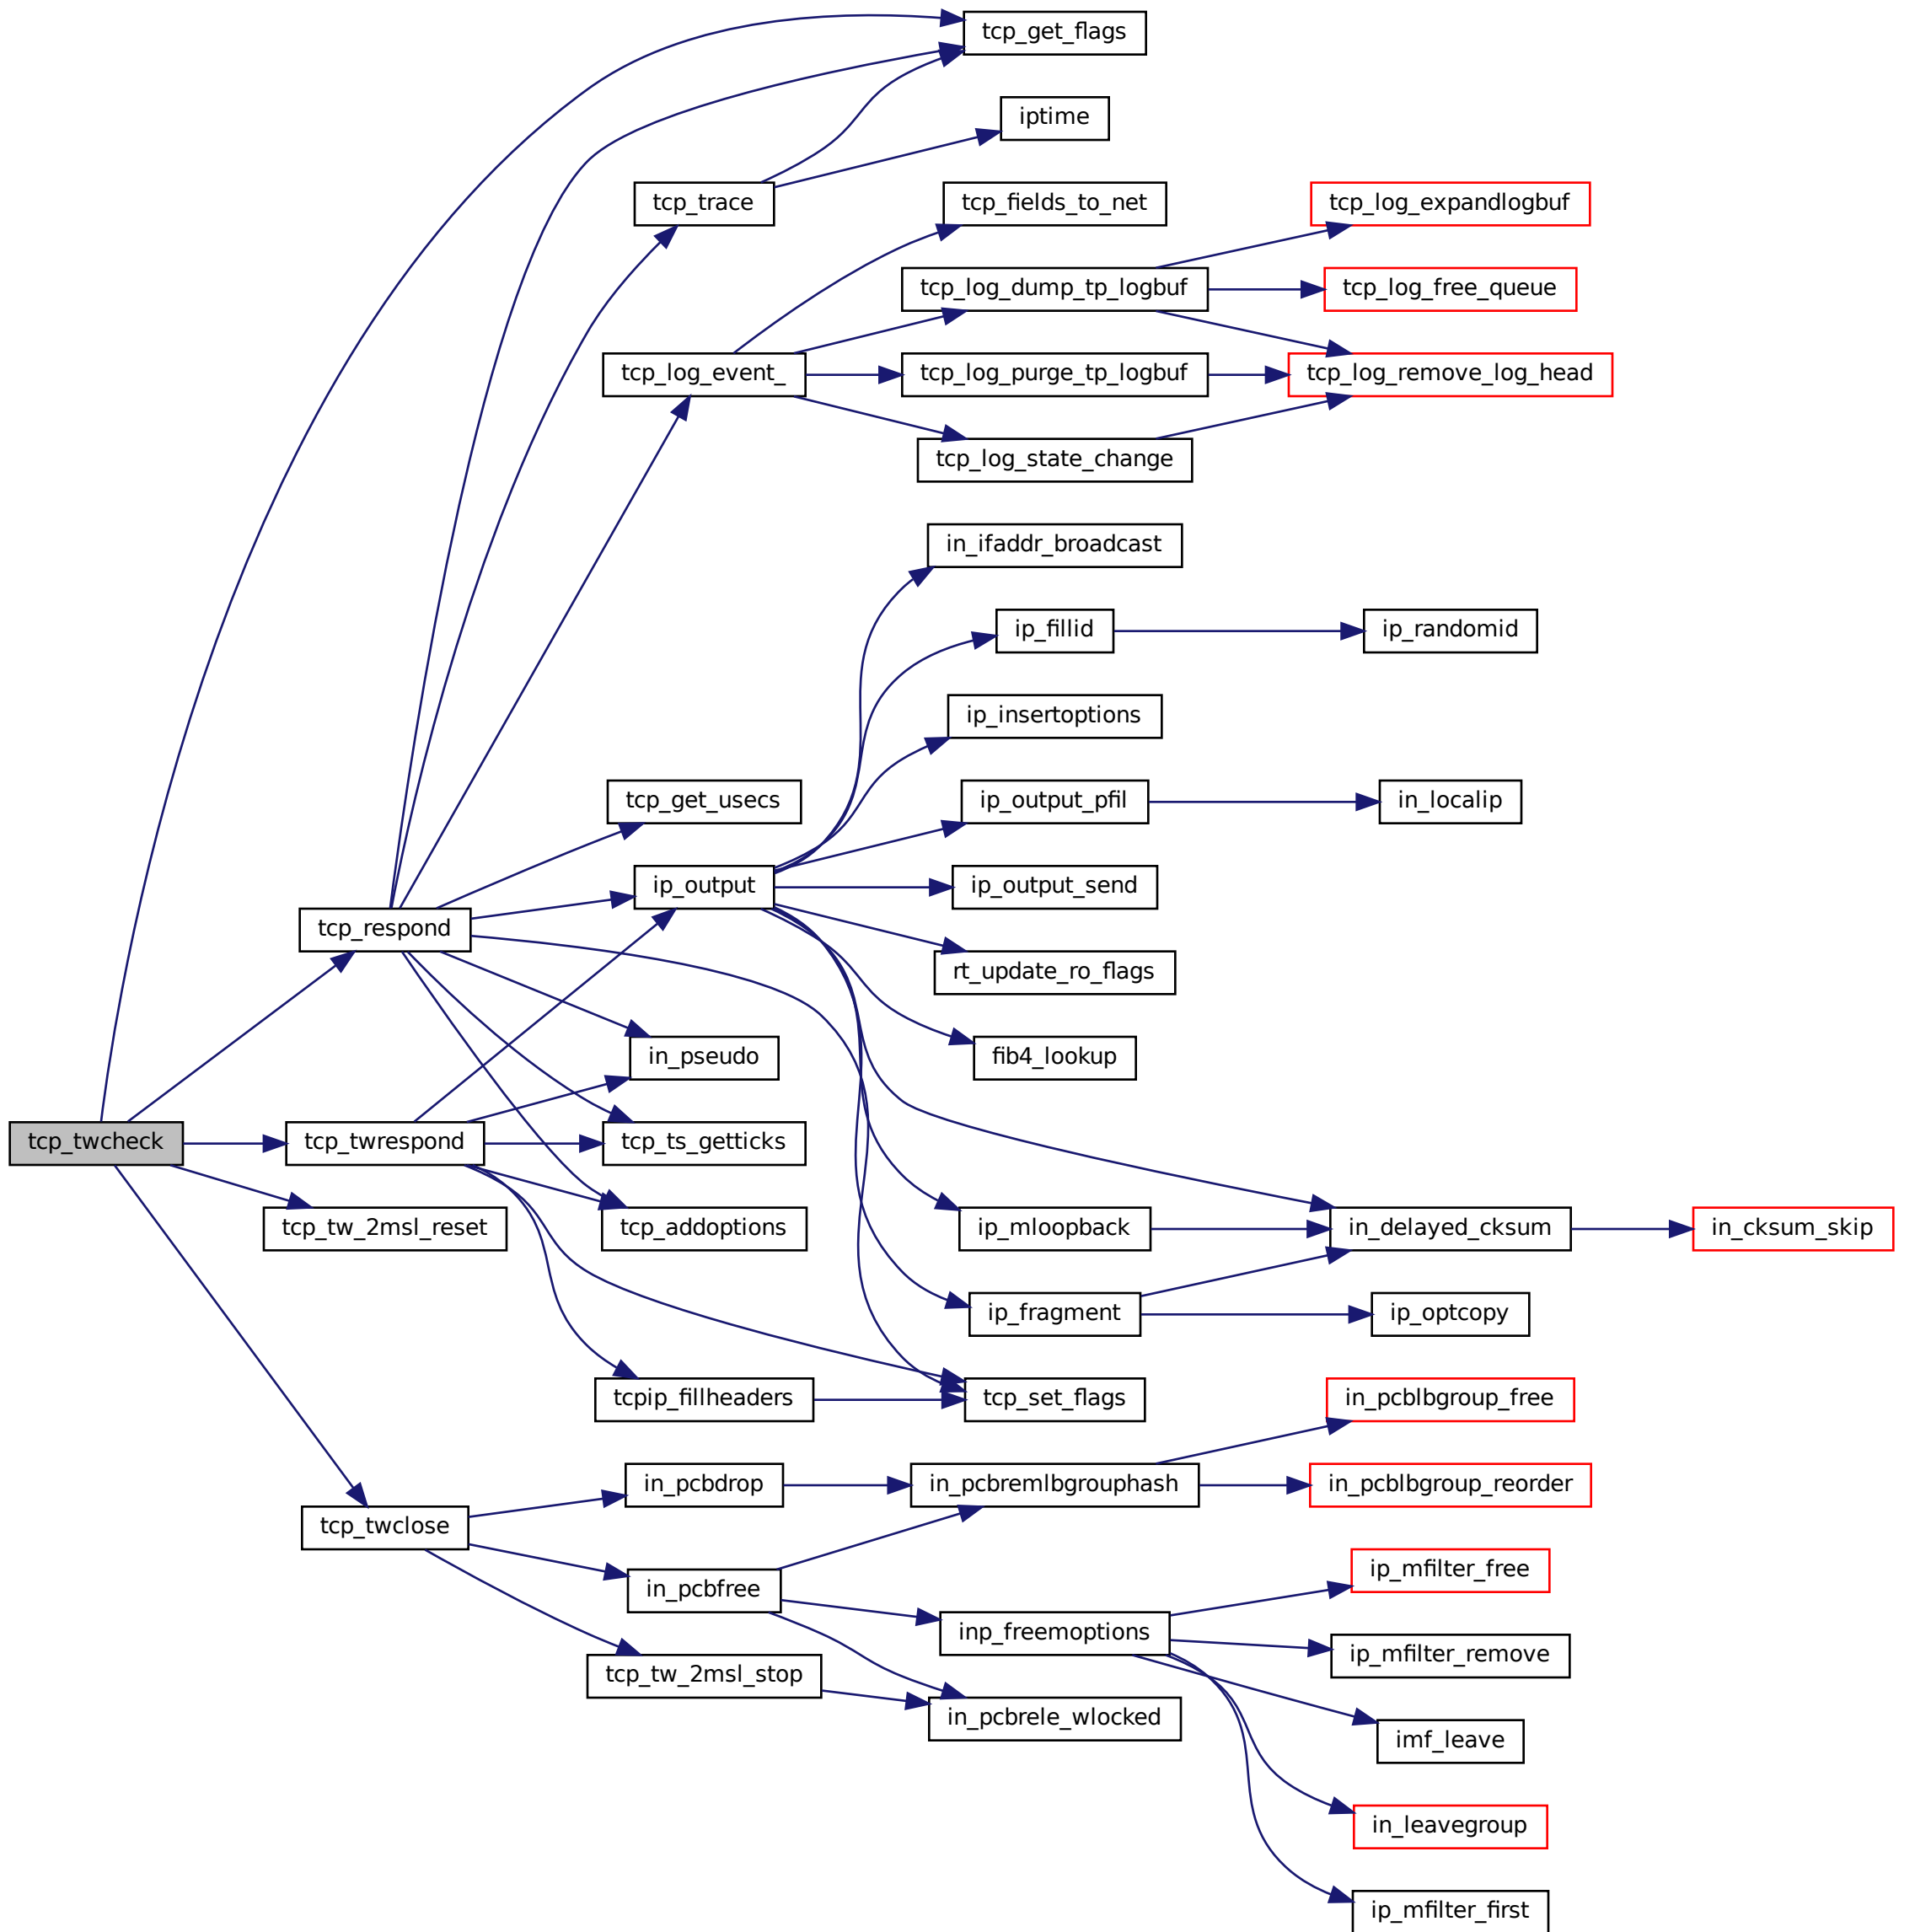 tcp_get_flags
iptime
tcp_trace
tcp_fields_to_net
tcp_log_expandlogbuf
tcp_log_dump_tp_logbuf
tcp_log_free_queue
tcp_log_event_
tcp_log_purge_tp_logbuf
tcp_log_remove_log_head
tcp_log_state_change
in_ifaddr_broadcast
ip_fillid
ip_randomid
ip_insertoptions
tcp_get_usecs
ip_output_pfil
in_localip
ip_output
ip_output_send
tcp_respond
rt_update_ro_flags
in_pseudo
fib4_lookup
tcp_twcheck
tcp_twrespond
tcp_ts_getticks
tcp_tw_2msl_reset
tcp_addoptions
ip_mloopback
in_delayed_cksum
in_cksum_skip
ip_fragment
ip_optcopy
tcpip_fillheaders
tcp_set_flags
in_pcblbgroup_free
in_pcbdrop
in_pcbremlbgrouphash
in_pcblbgroup_reorder
tcp_twclose
in_pcbfree
ip_mfilter_free
inp_freemoptions
ip_mfilter_remove
tcp_tw_2msl_stop
in_pcbrele_wlocked
imf_leave
in_leavegroup
ip_mfilter_first